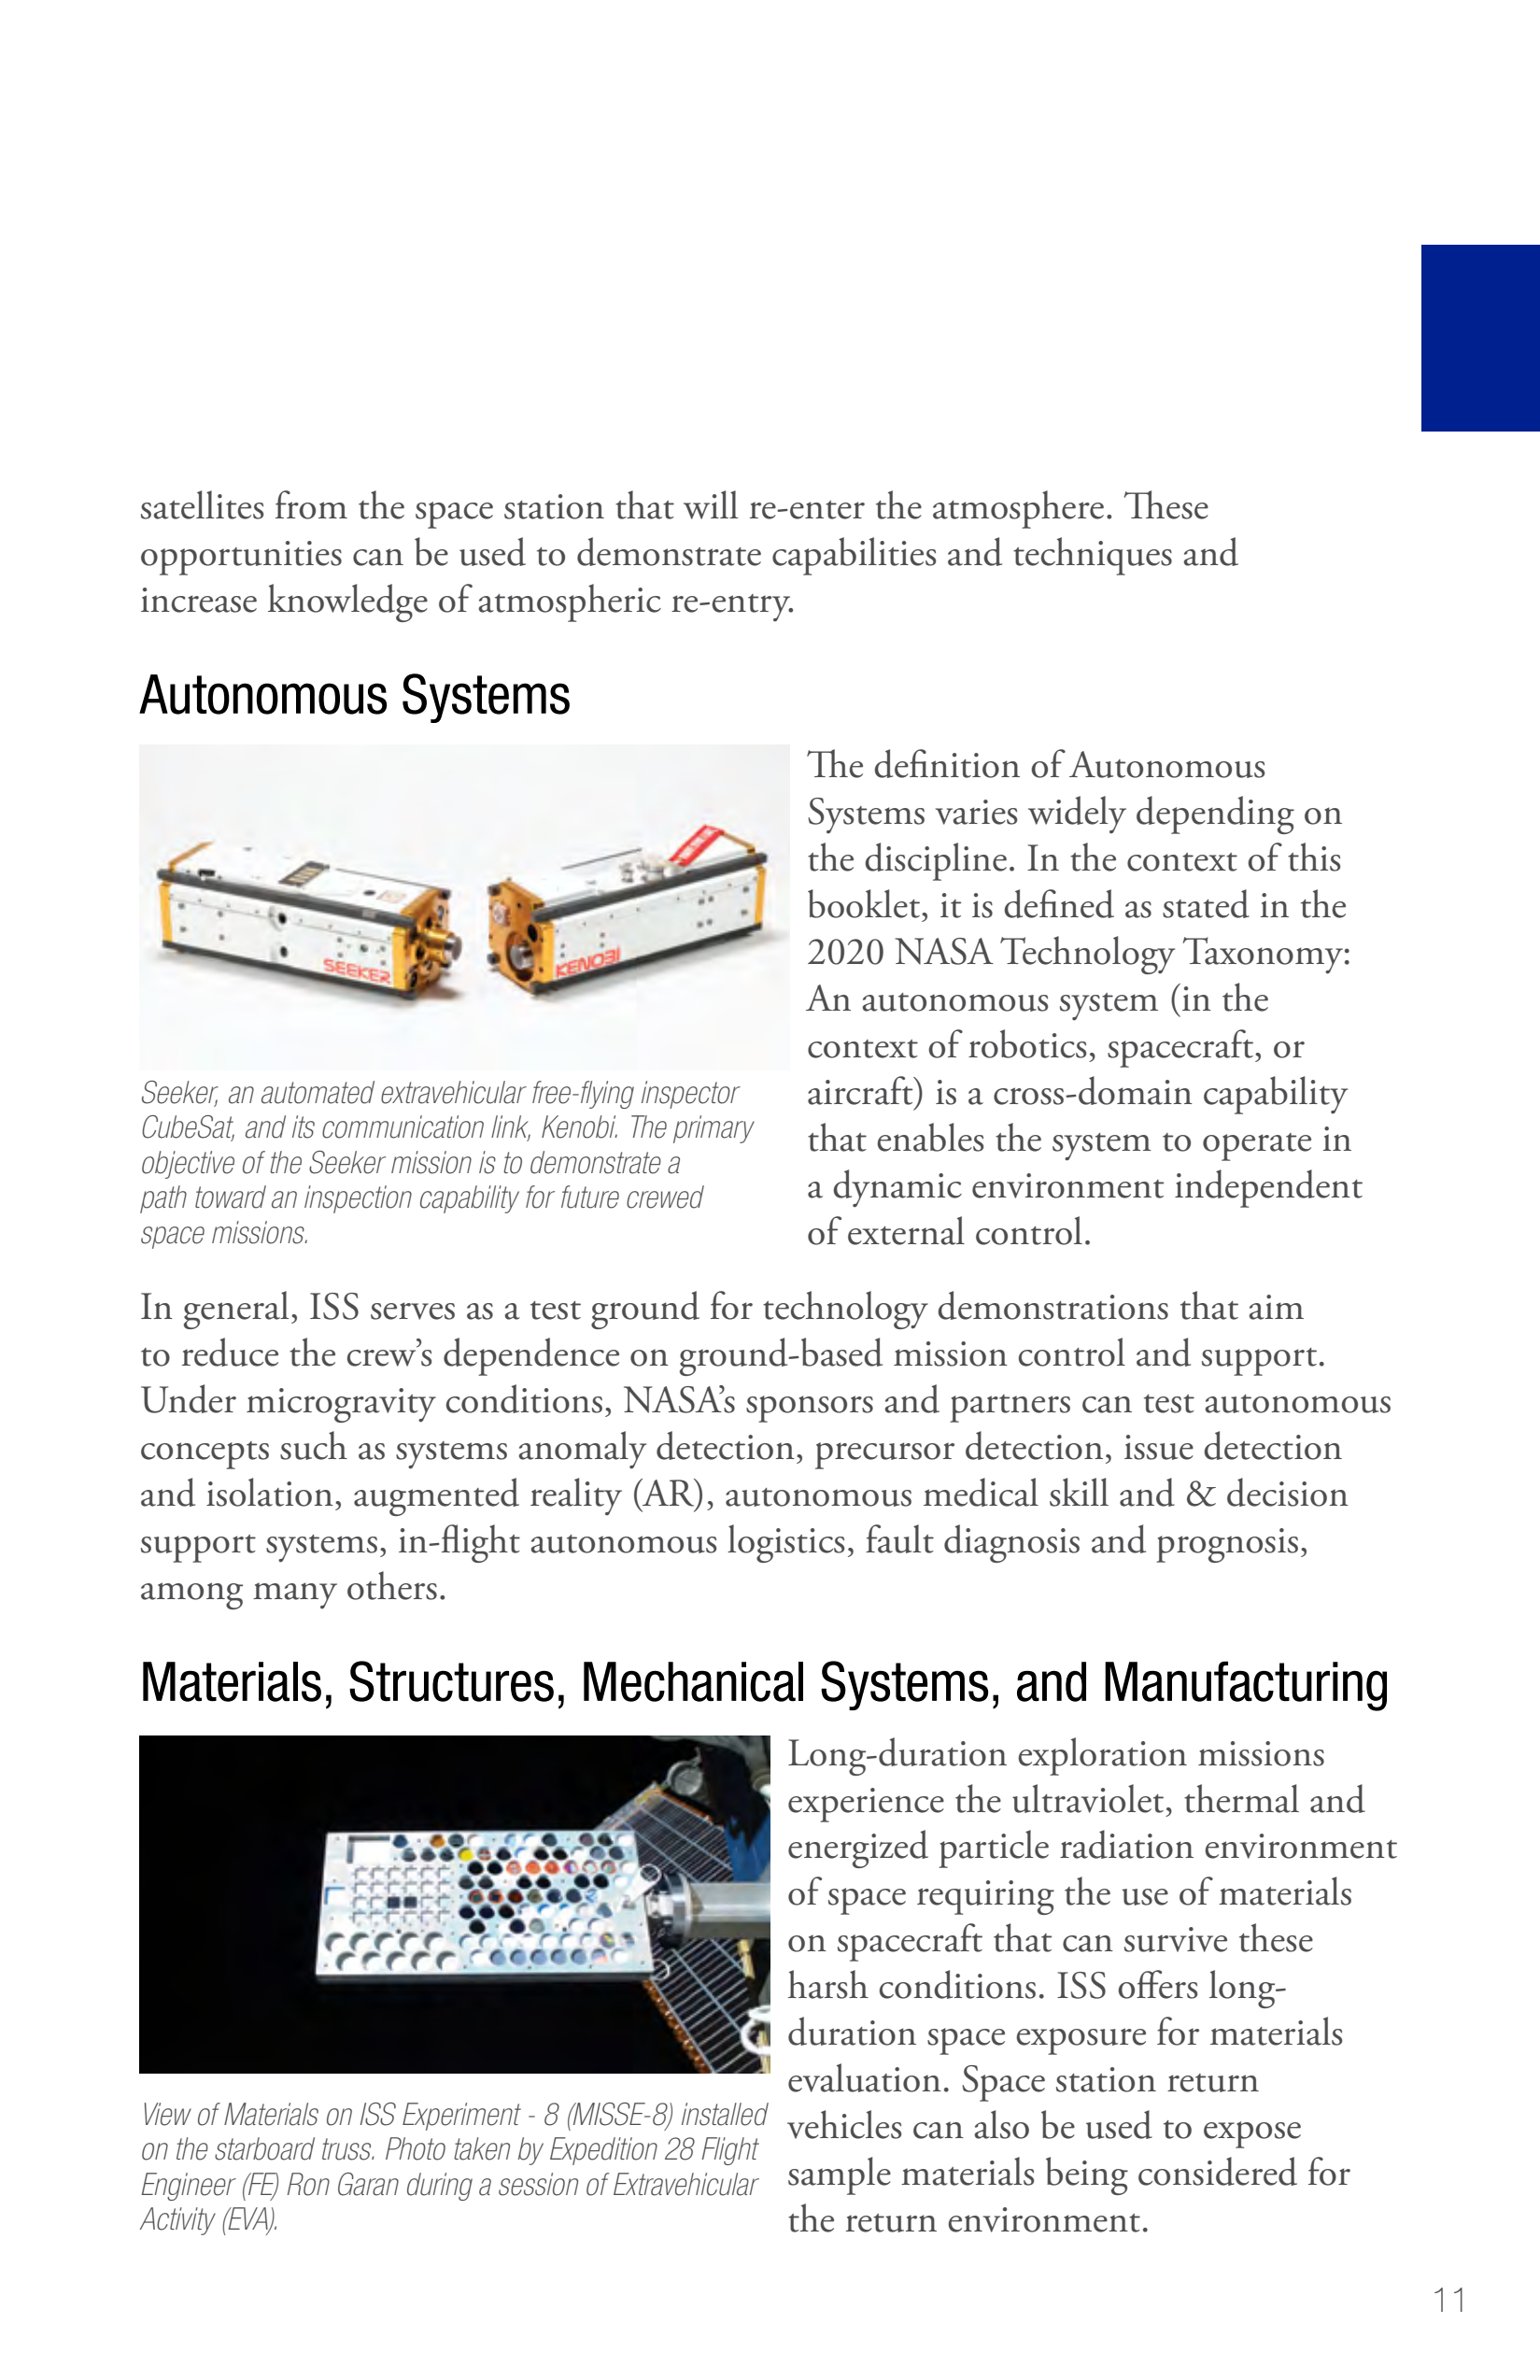 satellites from the space station that will re-enter the atmosphere. These
opportunities can be used to demonstrate capabilities and techniques and
increase knowledge of atmospheric re-entry.
Autonomous Systems
SEEKER
KENOBI
Seeker, an automated extravehicular free-flying inspector
CubeSat, and its communication link, Kenobi. The primary
objective of the Seeker mission is to demonstrate a
path toward an inspection capability for future crewed
space missions.
The definition of Autonomous
Systems varies widely depending on
the discipline. In the context of this
booklet, it is defined as stated in the
2020 NASA Technology Taxonomy:
An autonomous system (in the
context of robotics, spacecraft, or
aircraft) is a cross-domain capability
that enables the system to operate in
a dynamic environment independent
of external control.
In general, ISS serves as a test ground for technology demonstrations that aim
to reduce the crew’s dependence on ground-based mission control and support.
Under microgravity conditions, NASA’s sponsors and partners can test autonomous
concepts such as systems anomaly detection, precursor detection, issue detection
and isolation, augmented reality (AR), autonomous medical skill and & decision
support systems, in-flight autonomous logistics, fault diagnosis and prognosis,
among many others.
Materials, Structures, Mechanical Systems, and Manufacturing
View of Materials on ISS Experiment - 8 (MISSE-8) installed
on the starboard truss. Photo taken by Expedition 28 Flight
Engineer (FE) Ron Garan during a session of Extravehicular
Activity (EVA).
Long-duration exploration missions
experience the ultraviolet, thermal and
energized particle radiation environment
of space requiring the use of materials
on spacecraft that can survive these
harsh conditions. ISS offers long-
duration space exposure for materials
evaluation. Space station return
vehicles can also be used to expose
sample materials being considered for
the return environment.
11